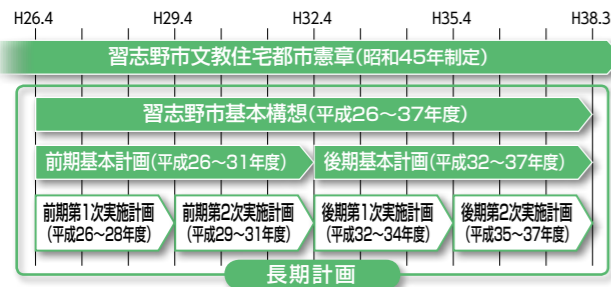 H26.4 H29.4 H32.4 H35.4 H38.3
習志野市文教住宅都市憲章(昭和45年制定)
習志野市基本構想(平成26〜37年度)
前期基本計画(平成26〜31年度) 後期基本計画(平成32〜37年度)
前期第1次実施計画 前期第2次実施計画 後期第1次実施計画 後期第2次実施計画
(平成26〜28年度) (平成29〜31年度) (平成32〜34年度) (平成35〜37年度)
長期計画